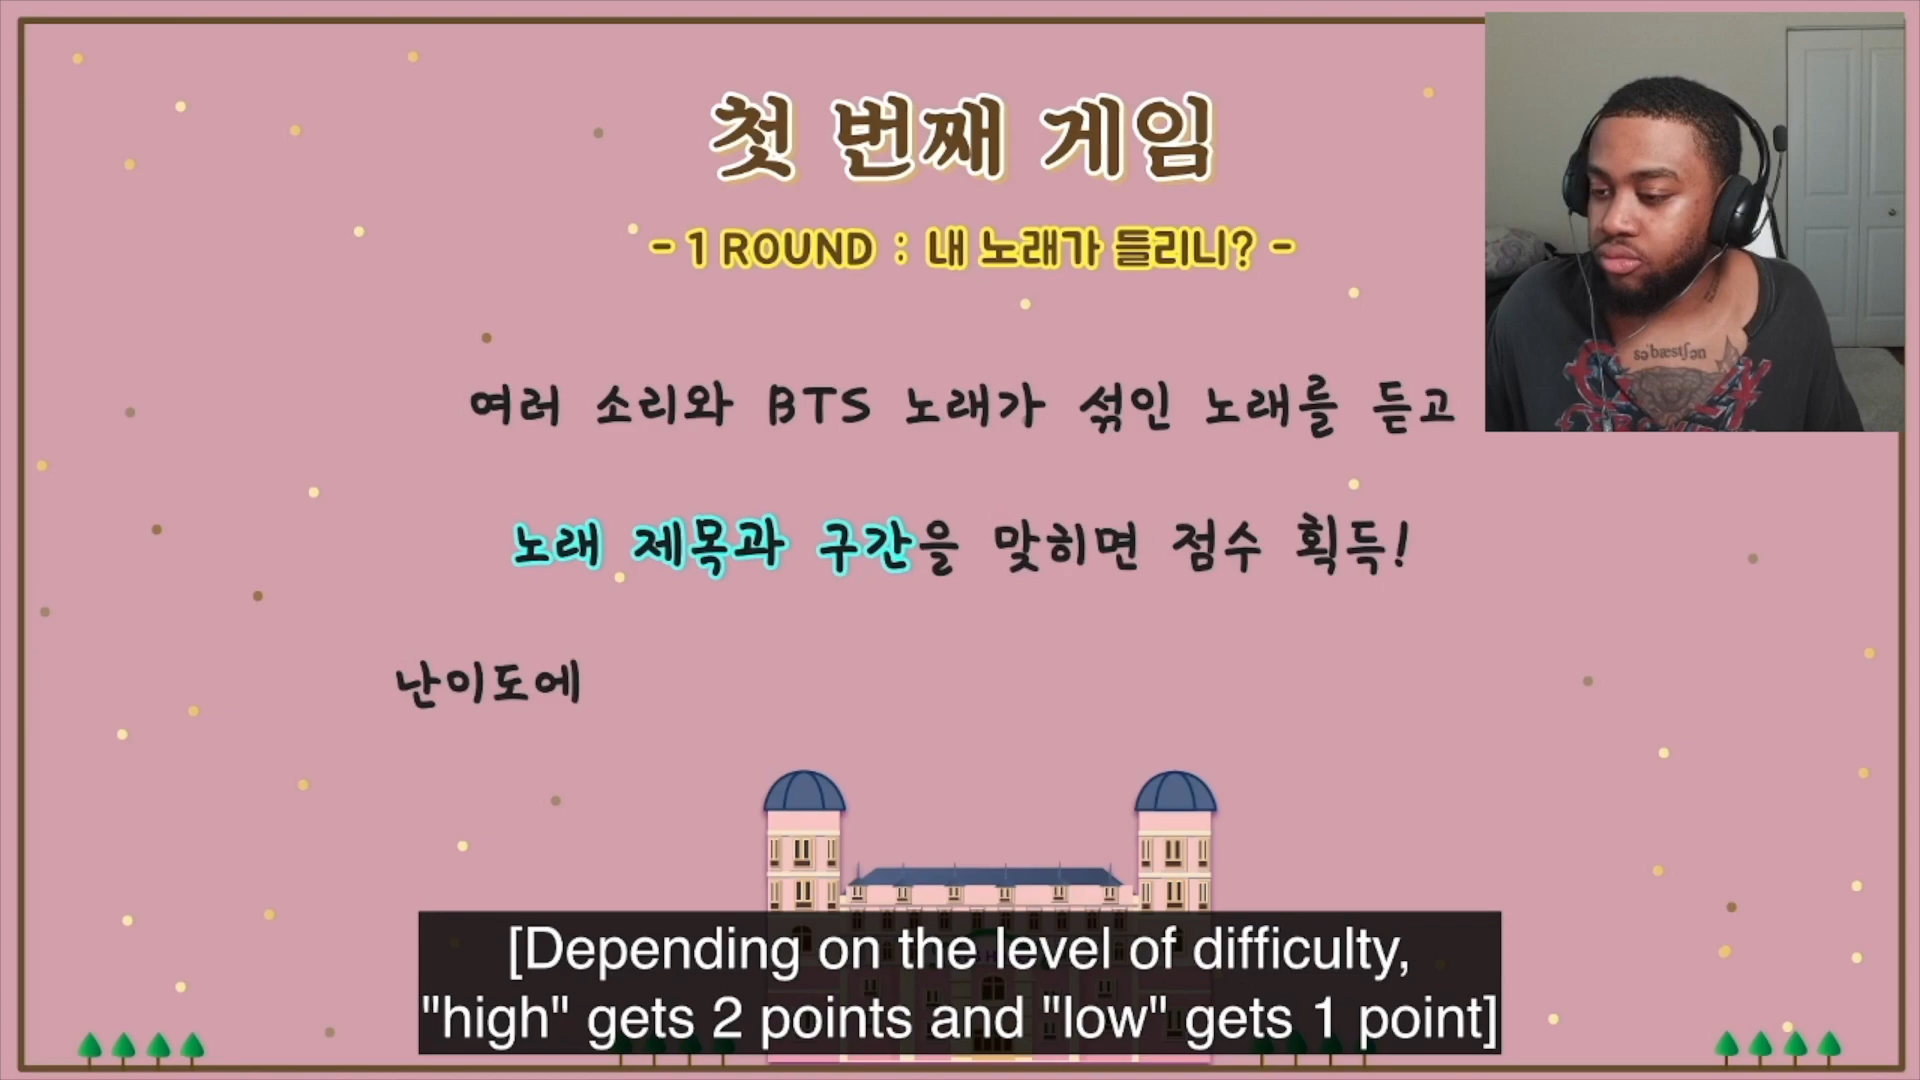 첫 번째 게임
- 1 ROUND : 내 노래가 들리니? -
여러 소리와 BTS 노래가 섞인 노래를 듣고
노래 제목과 구간을 맞히면 점수 획득!
난이도에
səˈbæstʃən
[Depending on the level of difficulty,
"high" gets 2 points and "low" gets 1 point]